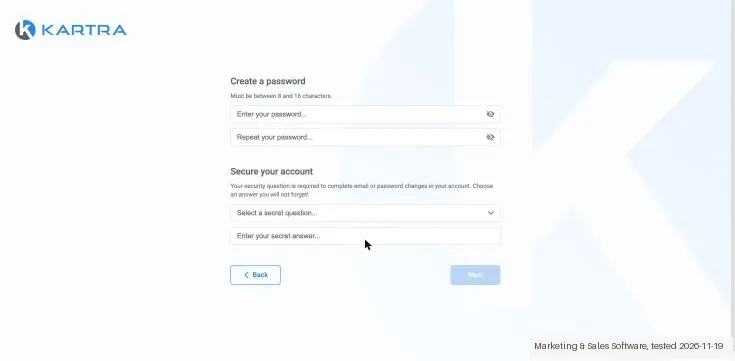 KARTRA
Create a password
Must be between 8 and 16 characters.
Enter your password...
Repeat your password...
Secure your account
Your security question is required to complete email or password changes in your account. Choose
an answer you will not forget!
Select a secret question...
Enter your secret answer...
Back
Next
Marketing & Sales Software, tested 2026-11-19